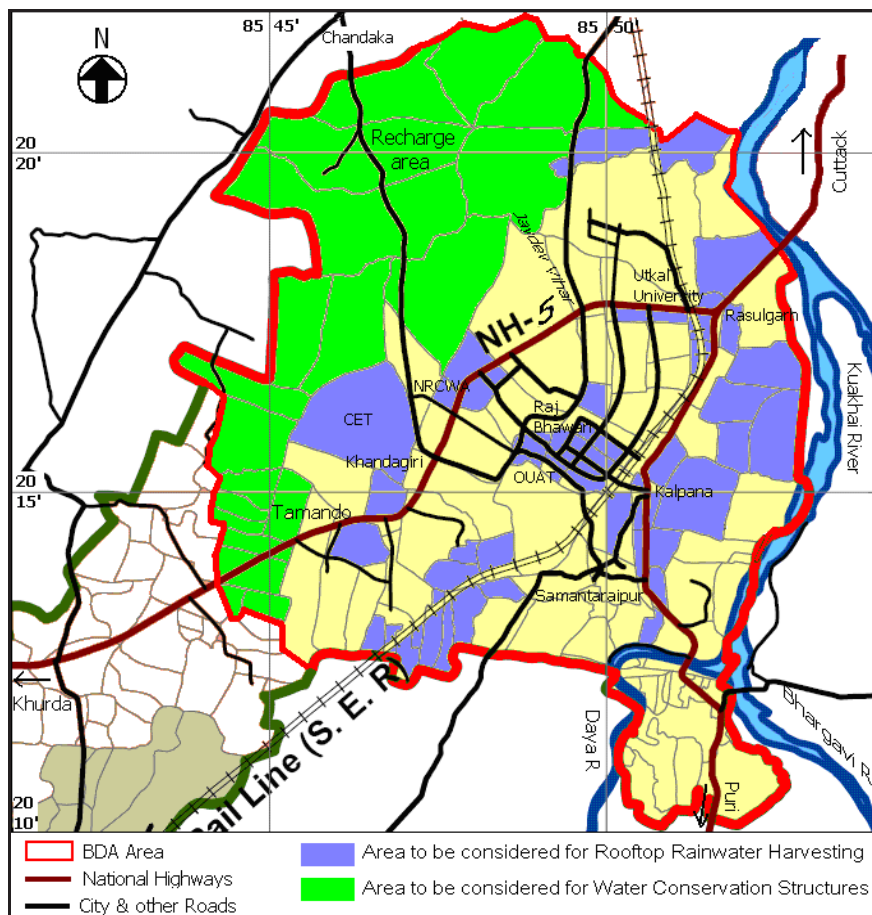 85 45'
85 50'
N
Chandaka
20
20'
Recharge
area
Cuttack
Jaydev Vihar
Utkal
University
NH-5
Rasulgarh
Kuakhai River
NRCWA
CET
Raj
Bhawan
Khandagiri
OUAT
20
15'
Kalpana
Tamando
Samantaraipur
Khurda
Rail Line (S. E. R)
Daya R
Bhargavi R
Puri
20
10'
BDA Area
National Highways
City & other Roads
Area to be considered for Rooftop Rainwater Harvesting
Area to be considered for Water Conservation Structures